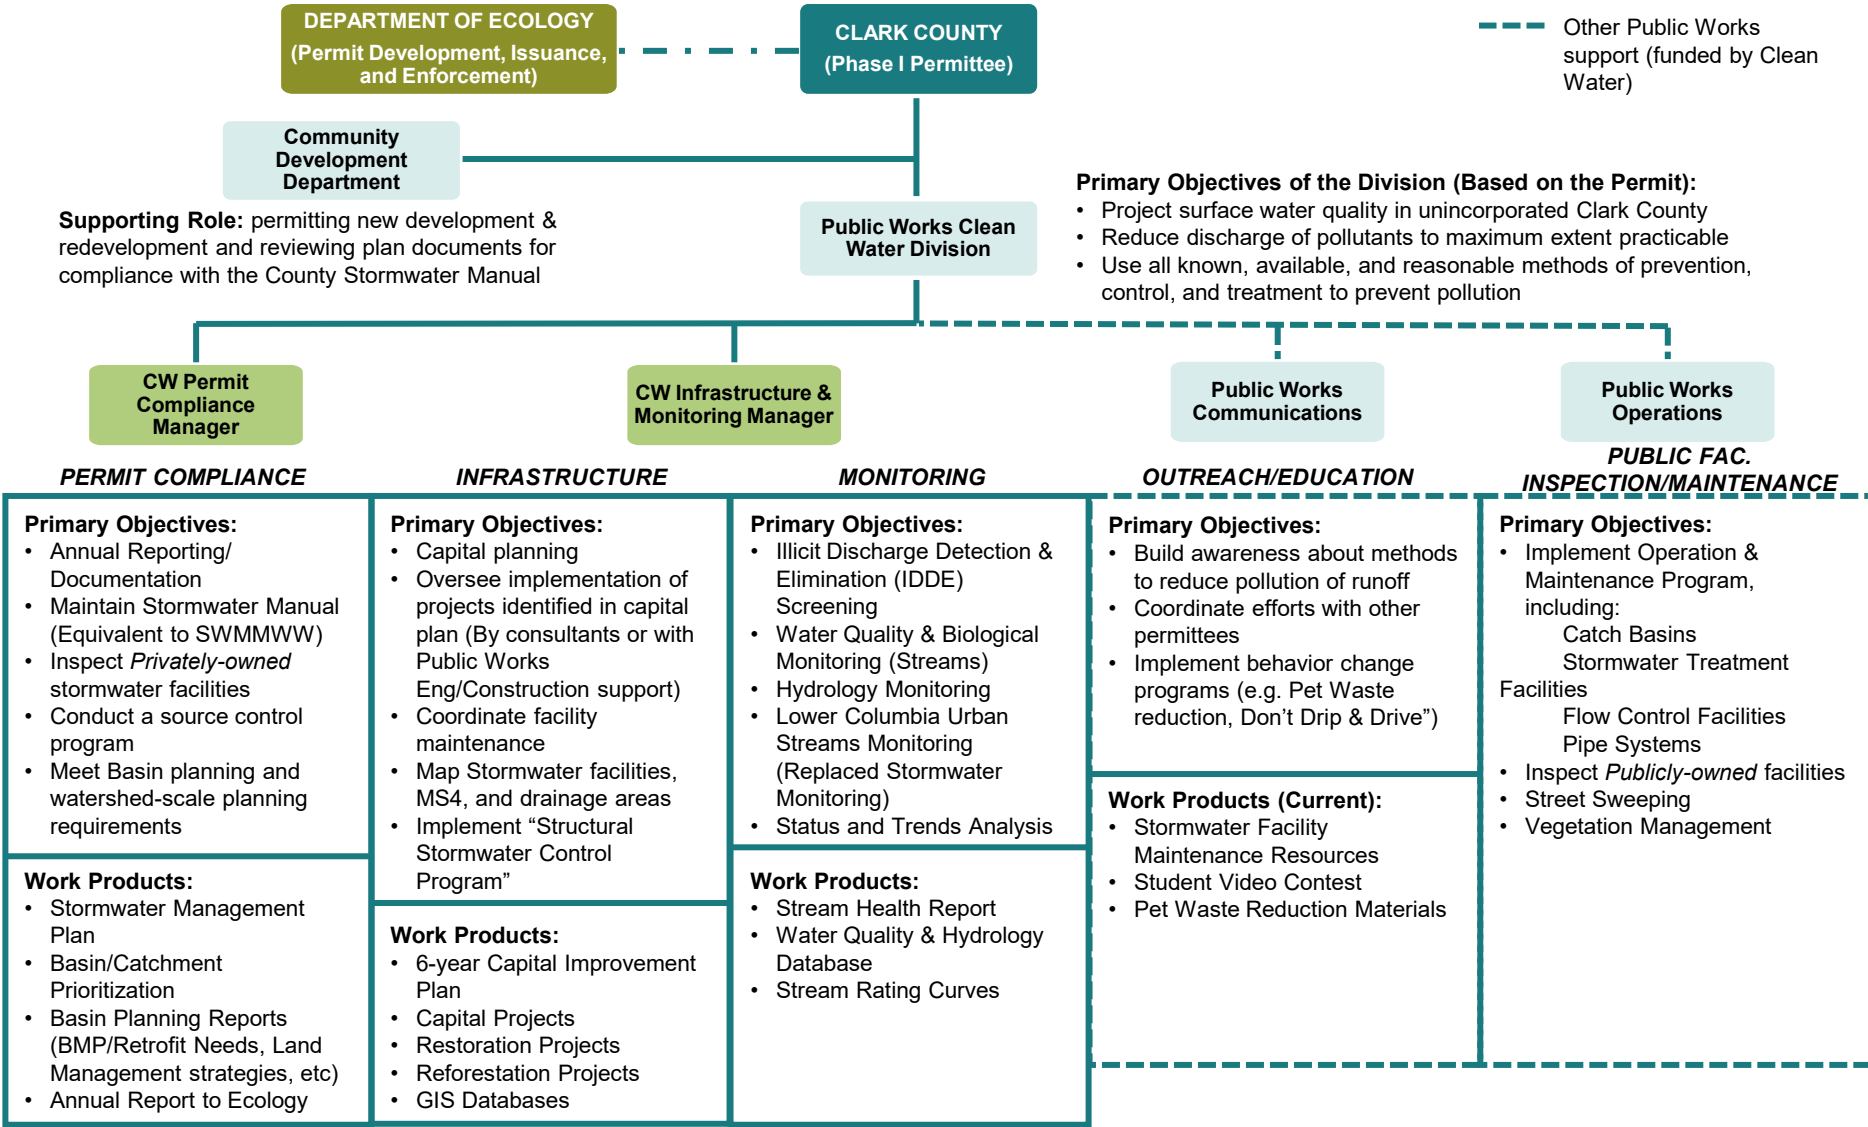 DEPARTMENT OF ECOLOGY
(Permit Development, Issuance,
and Enforcement)
CLARK COUNTY
(Phase I Permittee)
Other Public Works
support (funded by Clean
Water)
Community
Development
Department
Supporting Role: permitting new development &
redevelopment and reviewing plan documents for
compliance with the County Stormwater Manual
Public Works Clean
Water Division
Primary Objectives of the Division (Based on the Permit):
• Project surface water quality in unincorporated Clark County
• Reduce discharge of pollutants to maximum extent practicable
• Use all known, available, and reasonable methods of prevention,
control, and treatment to prevent pollution
CW Permit
Compliance
Manager
CW Infrastructure &
Monitoring Manager
Public Works
Communications
Public Works
Operations
PERMIT COMPLIANCE
Primary Objectives:
• Annual Reporting/
Documentation
• Maintain Stormwater Manual
(Equivalent to SWMMWW)
• Inspect Privately-owned
stormwater facilities
• Conduct a source control
program
• Meet Basin planning and
watershed-scale planning
requirements
Work Products:
• Stormwater Management
Plan
• Basin/Catchment
Prioritization
• Basin Planning Reports
(BMP/Retrofit Needs, Land
Management strategies, etc)
• Annual Report to Ecology
INFRASTRUCTURE
Primary Objectives:
• Capital planning
• Oversee implementation of
projects identified in capital
plan (By consultants or with
Public Works
Eng/Construction support)
• Coordinate facility
maintenance
• Map Stormwater facilities,
MS4, and drainage areas
• Implement “Structural
Stormwater Control
Program”
Work Products:
• 6-year Capital Improvement
Plan
• Capital Projects
• Restoration Projects
• Reforestation Projects
• GIS Databases
MONITORING
Primary Objectives:
• Illicit Discharge Detection &
Elimination (IDDE)
Screening
• Water Quality & Biological
Monitoring (Streams)
• Hydrology Monitoring
• Lower Columbia Urban
Streams Monitoring
(Replaced Stormwater
Monitoring)
• Status and Trends Analysis
Work Products:
• Stream Health Report
• Water Quality & Hydrology
Database
• Stream Rating Curves
OUTREACH/EDUCATION
Primary Objectives:
• Build awareness about methods
to reduce pollution of runoff
• Coordinate efforts with other
permittees
• Implement behavior change
programs (e.g. Pet Waste
reduction, Don’t Drip & Drive”)
Work Products (Current):
• Stormwater Facility
Maintenance Resources
• Student Video Contest
• Pet Waste Reduction Materials
PUBLIC FAC.
INSPECTION/MAINTENANCE
Primary Objectives:
• Implement Operation &
Maintenance Program,
including:
Catch Basins
Stormwater Treatment
Facilities
Flow Control Facilities
Pipe Systems
• Inspect Publicly-owned facilities
• Street Sweeping
• Vegetation Management